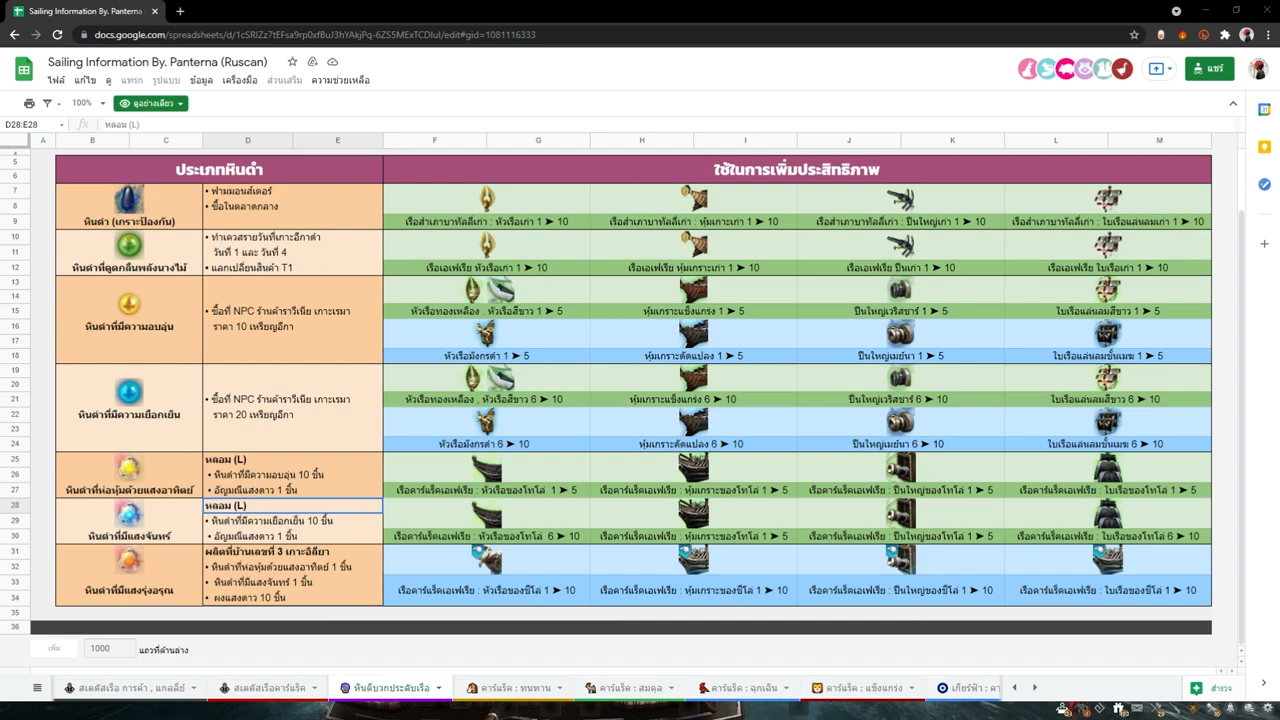 Sailing Information By. Panterna (R
docs.google.com/spreadsheets/d/1cSRIZz7tEFsa9rp0xfBuJ3hYAkjPq-6ZS5MExTCDIuI/edit#gid=1081116333
Sailing Information By. Panterna (Ruscan)
ไฟล์ แก้ไข ดู แทรก รูปแบบ ข้อมูล เครื่องมือ ส่วนเสริม ความช่วยเหลือ
แชร์
100% ดูอย่างเดียว
D28:E28 fx หลอม (L)
A B C D E F G H I J K L M
ประเภทหินดำ ใช้ในการเพิ่มประสิทธิภาพ
• ฟามมอนส์เตอร์
• ซื้อในตลาดกลาง
หินดำ (เกราะป้องกัน) เรือสำเภาบาทัลลี่เก่า : หัวเรือเก่า 1 ➤ 10 เรือสำเภาบาทัลลี่เก่า : หุ้มเกาะเก่า 1 ➤ 10 เรือสำเภาบาทัลลี่เก่า : ปืนใหญ่เก่า 1 ➤ 10 เรือสำเภาบาทัลลี่เก่า : ใบเรือแล่นลมเก่า 1 ➤ 10
• ทำเควสรายวันที่เกาะอีกาดำ
วันที่ 1 และ วันที่ 4
• แลกเปลี่ยนสินค้า T1
หินดำที่ดูดกลืนพลังนางไม้ เรือเอเฟเรีย หัวเรือเก่า 1 ➤ 10 เรือเอเฟเรีย หุ้มเกราะเก่า 1 ➤ 10 เรือเอเฟเรีย ปืนเก่า 1 ➤ 10 เรือเอเฟเรีย ใบเรือเก่า 1 ➤ 10
• ซื้อที่ NPC ร้านค้าราวีเนีย เกาะเรมา
ราคา 10 เหรียญอีกา
หินดำที่มีความอบอุ่น
หัวเรือทองเหลือง , หัวเรือสีขาว 1 ➤ 5 หุ้มเกราะแข็งแกร่ง 1 ➤ 5 ปืนใหญ่เวริสชาร์ 1 ➤ 5 ใบเรือแล่นลมสีขาว 1 ➤ 5
หัวเรือมังกรดำ 1 ➤ 5 หุ้มเกราะดัดแปลง 1 ➤ 5 ปืนใหญ่เมย์นา 1 ➤ 5 ใบเรือแล่นลมชั้นเมฆ 1 ➤ 5
• ซื้อที่ NPC ร้านค้าราวีเนีย เกาะเรมา
ราคา 20 เหรียญอีกา
หินดำที่มีความเยือกเย็น
หัวเรือทองเหลือง , หัวเรือสีขาว 6 ➤ 10 หุ้มเกราะแข็งแกร่ง 6 ➤ 10 ปืนใหญ่เวริสชาร์ 6 ➤ 10 ใบเรือแล่นลมสีขาว 6 ➤ 10
หัวเรือมังกรดำ 6 ➤ 10 หุ้มเกราะดัดแปลง 6 ➤ 10 ปืนใหญ่เมย์นา 6 ➤ 10 ใบเรือแล่นลมชั้นเมฆ 6 ➤ 10
หลอม (L)
• หินดำที่มีความอบอุ่น 10 ชิ้น
• อัญมณีแสงดาว 1 ชิ้น
หินดำที่ห่อหุ้มด้วยแสงอาทิตย์ เรือคาร์แร็คเอเฟเรีย : หัวเรือของโทโล่ 1 ➤ 5 เรือคาร์แร็คเอเฟเรีย : หุ้มเกราะของโทโล่ 1 ➤ 5 เรือคาร์แร็คเอเฟเรีย : ปืนใหญ่ของโทโล่ 1 ➤ 5 เรือคาร์แร็คเอเฟเรีย : ใบเรือของโทโล่ 1 ➤ 5
หลอม (L)
• หินดำที่มีความเยือกเย็น 10 ชิ้น
• อัญมณีแสงดาว 1 ชิ้น
หินดำที่มีแสงจันทร์ เรือคาร์แร็คเอเฟเรีย : หัวเรือของโทโล่ 6 ➤ 10 เรือคาร์แร็คเอเฟเรีย : หุ้มเกราะของโทโล่ 1 ➤ 5 เรือคาร์แร็คเอเฟเรีย : ปืนใหญ่ของโทโล่ 1 ➤ 5 เรือคาร์แร็คเอเฟเรีย : ใบเรือของโทโล่ 6 ➤ 10
ผลิตที่บ้านเลขที่ 3 เกาะอิลิยา
• หินดำที่ห่อหุ้มด้วยแสงอาทิตย์ 1 ชิ้น
• หินดำที่มีแสงจันทร์ 1 ชิ้น
• ผงแสงดาว 10 ชิ้น
หินดำที่มีแสงรุ่งอรุณ เรือคาร์แร็คเอเฟเรีย : หัวเรือของชีโล่ 1 ➤ 10 เรือคาร์แร็คเอเฟเรีย : หุ้มเกราะของชีโล่ 1 ➤ 10 เรือคาร์แร็คเอเฟเรีย : ปืนใหญ่ของชีโล่ 1 ➤ 10 เรือคาร์แร็คเอเฟเรีย : ใบเรือของชีโล่ 1 ➤ 10
เพิ่ม 1000 แถวที่ด้านล่าง
สเตตัสเรือ การค้า , แกลลีย์ สเตตัสเรือคาร์แร็ค หินตีบวกประดับเรือ คาร์แร็ค : ทนทาน คาร์แร็ค : สมดุล คาร์แร็ค : ฉุกเฉิน คาร์แร็ค : แข็งแกร่ง เกียร์ฟ้า : คา สำรวจ